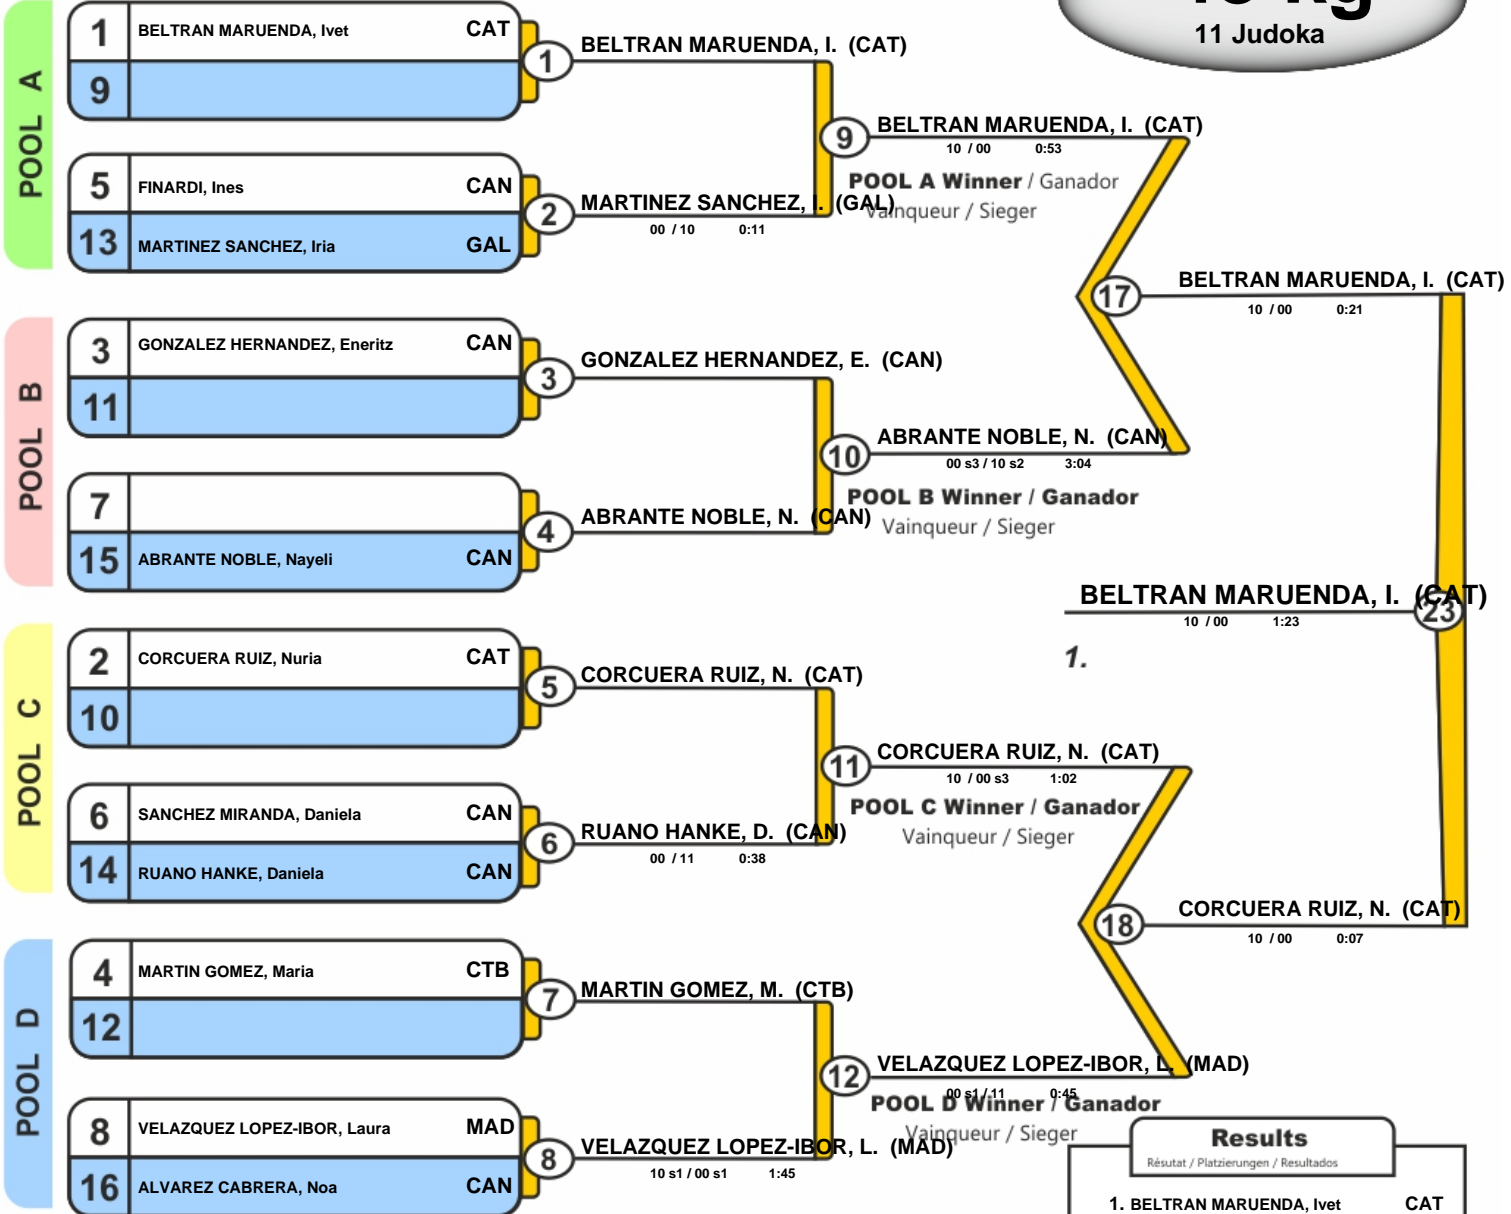 11 Judoka
POOL A
1 BELTRAN MARUENDA, Ivet CAT
9
1
BELTRAN MARUENDA, I. (CAT)
5 FINARDI, Ines CAN
13 MARTINEZ SANCHEZ, Iria GAL
2
MARTINEZ SANCHEZ, I. (GAL)
00 / 10 0:11
9
BELTRAN MARUENDA, I. (CAT)
10 / 00 0:53
POOL A Winner / Ganador
Vainqueur / Sieger
POOL B
3 GONZALEZ HERNANDEZ, Eneritz CAN
11
3
GONZALEZ HERNANDEZ, E. (CAN)
7
15 ABRANTE NOBLE, Nayeli CAN
4
ABRANTE NOBLE, N. (CAN)
10
ABRANTE NOBLE, N. (CAN)
00 s3 / 10 s2 3:04
POOL B Winner / Ganador
Vainqueur / Sieger
17
BELTRAN MARUENDA, I. (CAT)
10 / 00 0:21
POOL C
2 CORCUERA RUIZ, Nuria CAT
10
5
CORCUERA RUIZ, N. (CAT)
6 SANCHEZ MIRANDA, Daniela CAN
14 RUANO HANKE, Daniela CAN
6
RUANO HANKE, D. (CAN)
00 / 11 0:38
11
CORCUERA RUIZ, N. (CAT)
10 / 00 s3 1:02
POOL C Winner / Ganador
Vainqueur / Sieger
POOL D
4 MARTIN GOMEZ, Maria CTB
12
7
MARTIN GOMEZ, M. (CTB)
8 VELAZQUEZ LOPEZ-IBOR, Laura MAD
16 ALVAREZ CABRERA, Noa CAN
8
VELAZQUEZ LOPEZ-IBOR, L. (MAD)
10 s1 / 00 s1 1:45
12
VELAZQUEZ LOPEZ-IBOR, L. (MAD)
00 s1 / 11 0:45
POOL D Winner / Ganador
Vainqueur / Sieger
18
CORCUERA RUIZ, N. (CAT)
10 / 00 0:07
BELTRAN MARUENDA, I. (CAT)
23
10 / 00 1:23
1.
Results
Résutat / Platzierungen / Resultados
1. BELTRAN MARUENDA, Ivet CAT